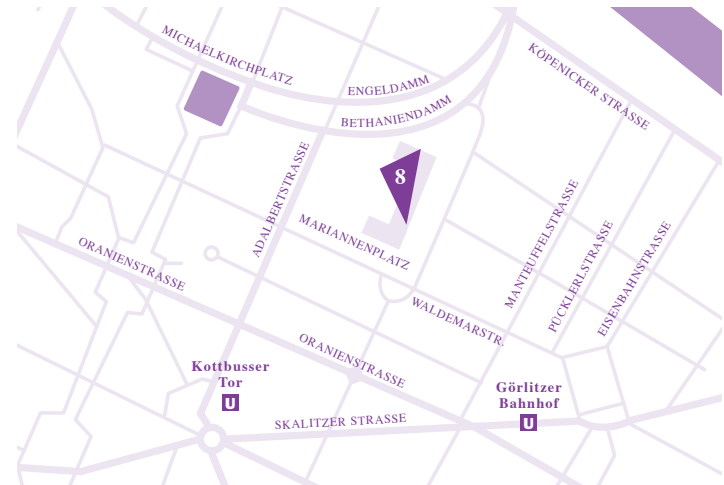 MICHAELKIRCHPLATZ
ENGELDAMM
BETHANIENDAMM
KÖPENICKER STRASSE
8
ADALBERTSTRASSE
MARIANNENPLATZ
MANTEUFFELSTRASSE
PÜCKLERLSTRASSE
EISENBAHNSTRASSE
ORANIENSTRASSE
WALDEMARSTR.
ORANIENSTRASSE
Kottbusser
Tor
U
Görlitzer
Bahnhof
U
SKALITZER STRASSE